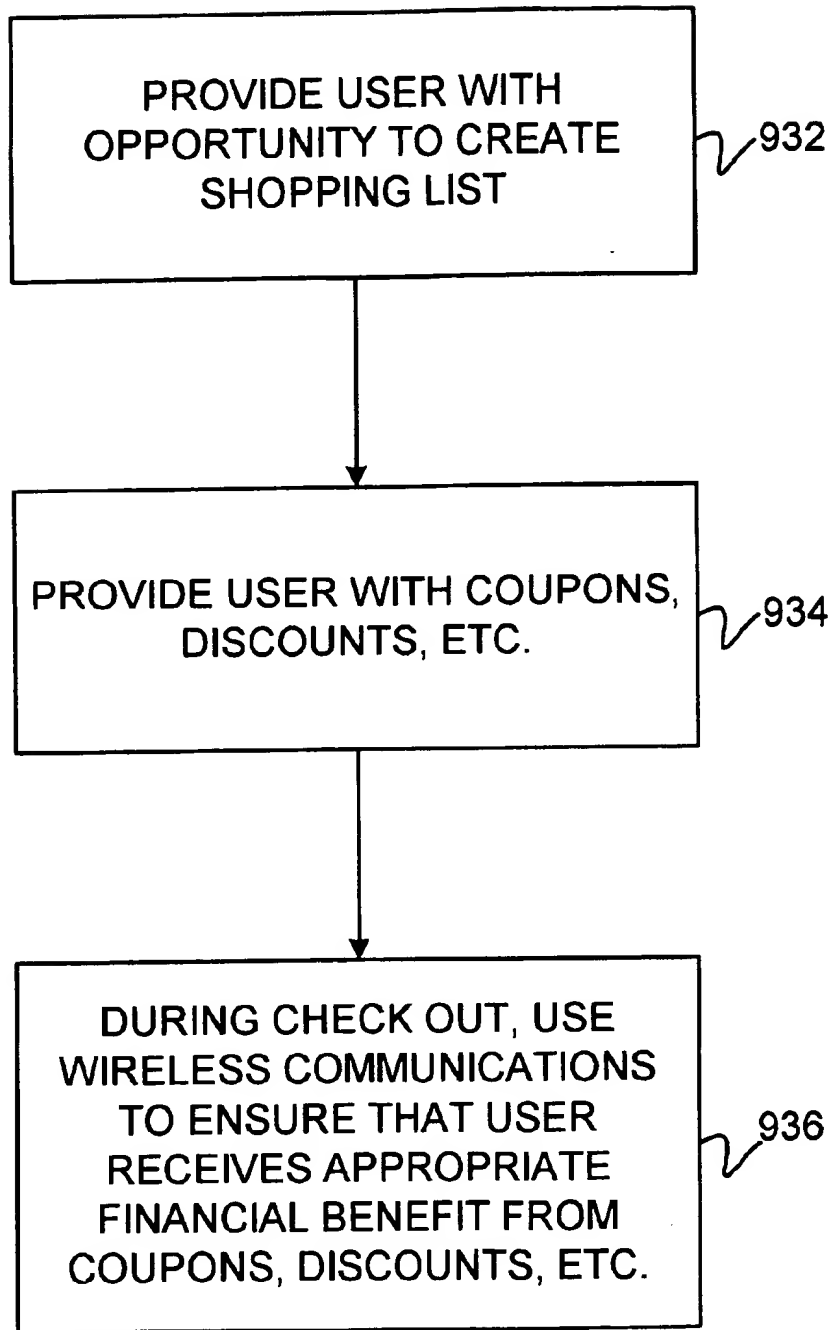 PROVIDE USER WITH
OPPORTUNITY TO CREATE
SHOPPING LIST
932
PROVIDE USER WITH COUPONS,
DISCOUNTS, ETC.
934
DURING CHECK OUT, USE
WIRELESS COMMUNICATIONS
TO ENSURE THAT USER
RECEIVES APPROPRIATE
FINANCIAL BENEFIT FROM
COUPONS, DISCOUNTS, ETC.
936